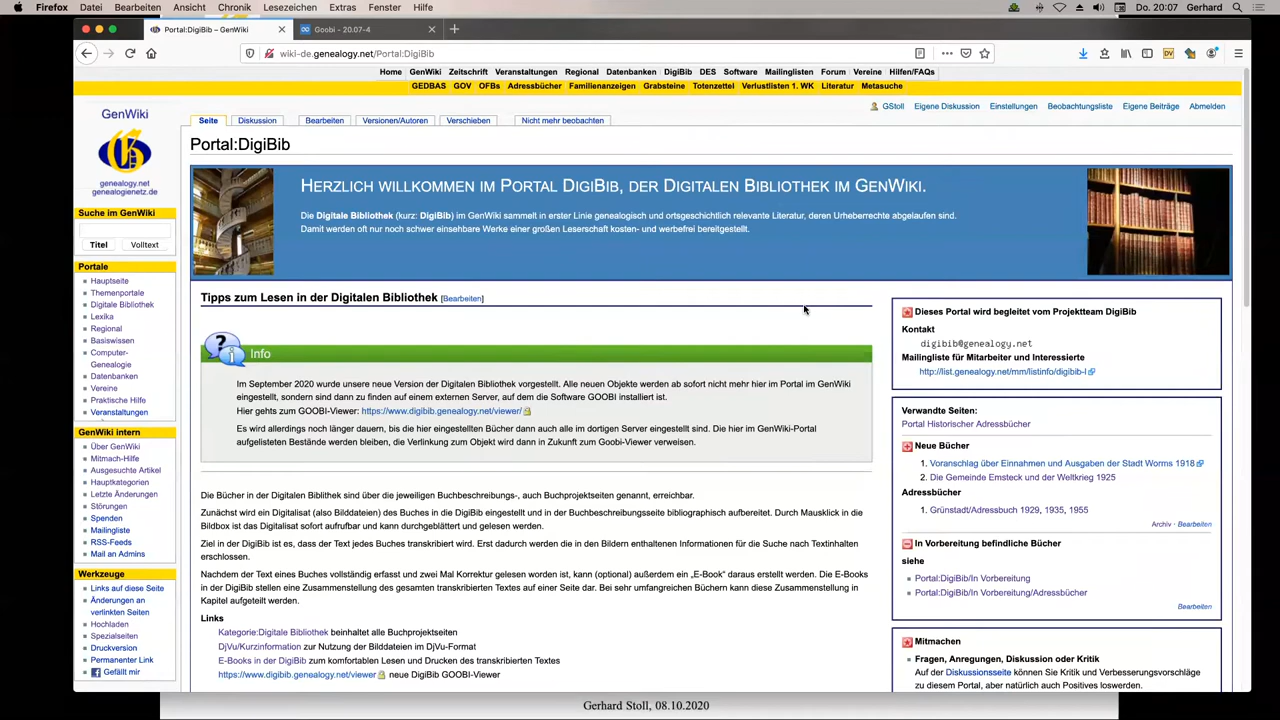 Firefox Datei Bearbeiten Ansicht Chronik Lesezeichen Extras Fenster Hilfe Do. 20:07 Gerhard
Portal:DigiBib – GenWiki
Goobi - 20.07-4
wiki-de.genealogy.net/Portal:DigiBib
Home GenWiki Zeitschrift Veranstaltungen Regional Datenbanken DigiBib DES Software Mailinglisten Forum Vereine Hilfen/FAQs
GEDBAS GOV OFBs Adressbücher Familienanzeigen Grabsteine Totenzettel Verlustlisten 1. WK Literatur Metasuche
GStoll Eigene Diskussion Einstellungen Beobachtungsliste Eigene Beiträge Abmelden
Seite Diskussion Bearbeiten Versionen/Autoren Verschieben Nicht mehr beobachten
GenWiki
genealogy.net
genealogienetz.de
Suche im GenWiki
Titel Volltext
Portale
Hauptseite
Themenportale
Digitale Bibliothek
Lexika
Regional
Basiswissen
Computer-
Genealogie
Datenbanken
Vereine
Praktische Hilfe
Veranstaltungen
GenWiki intern
Über GenWiki
Mitmach-Hilfe
Ausgesuchte Artikel
Hauptkategorien
Letzte Änderungen
Störungen
Spenden
Mailingliste
RSS-Feeds
Mail an Admins
Werkzeuge
Links auf diese Seite
Änderungen an
verlinkten Seiten
Hochladen
Spezialseiten
Druckversion
Permanenter Link
Gefällt mir
Portal:DigiBib
HERZLICH WILLKOMMEN IM PORTAL DIGIBIB, DER DIGITALEN BIBLIOTHEK IM GENWIKI.
Die Digitale Bibliothek (kurz: DigiBib) im GenWiki sammelt in erster Linie genealogisch und ortsgeschichtlich relevante Literatur, deren Urheberrechte abgelaufen sind.
Damit werden oft nur noch schwer einsehbare Werke einer großen Leserschaft kosten- und werbefrei bereitgestellt.
Tipps zum Lesen in der Digitalen Bibliothek [Bearbeiten]
Info
Im September 2020 wurde unsere neue Version der Digitalen Bibliothek vorgestellt. Alle neuen Objekte werden ab sofort nicht mehr hier im Portal im GenWiki
eingestellt, sondern sind dann zu finden auf einem externen Server, auf dem die Software GOOBI installiert ist.
Hier gehts zum GOOBI-Viewer: https://www.digibib.genealogy.net/viewer/
Es wird allerdings noch länger dauern, bis die hier eingestellten Bücher dann auch alle im dortigen Server eingestellt sind. Die hier im GenWiki-Portal
aufgelisteten Bestände werden bleiben, die Verlinkung zum Objekt wird dann in Zukunft zum Goobi-Viewer verweisen.
Die Bücher in der Digitalen Biblithek sind über die jeweiligen Buchbeschreibungs-, auch Buchprojektseiten genannt, erreichbar.
Zunächst wird ein Digitalisat (also Bilddateien) des Buches in die DigiBib eingestellt und in der Buchbeschreibungsseite bibliographisch aufbereitet. Durch Mausklick in die
Bildbox ist das Digitalisat sofort aufrufbar und kann durchgeblättert und gelesen werden.
Ziel in der DigiBib ist es, dass der Text jedes Buches transkribiert wird. Erst dadurch werden die in den Bildern enthaltenen Informationen für die Suche nach Textinhalten
erschlossen.
Nachdem der Text eines Buches vollständig erfasst und zwei Mal Korrektur gelesen worden ist, kann (optional) außerdem ein „E-Book“ daraus erstellt werden. Die E-Books
in der DigiBib stellen eine Zusammenstellung des gesamten transkribierten Textes auf einer Seite dar. Bei sehr umfangreichen Büchern kann diese Zusammenstellung in
Kapitel aufgeteilt werden.
Links
Kategorie:Digitale Bibliothek beinhaltet alle Buchprojektseiten
DjVu/Kurzinformation zur Nutzung der Bilddateien im DjVu-Format
E-Books in der DigiBib zum komfortablen Lesen und Drucken des transkribierten Textes
https://www.digibib.genealogy.net/viewer neue DigiBib GOOBI-Viewer
Dieses Portal wird begleitet vom Projektteam DigiBib
Kontakt
digibib@genealogy.net
Mailingliste für Mitarbeiter und Interessierte
http://list.genealogy.net/mm/listinfo/digibib-l
Verwandte Seiten:
Portal Historischer Adressbücher
Neue Bücher
1. Voranschlag über Einnahmen und Ausgaben der Stadt Worms 1918
2. Die Gemeinde Emsteck und der Weltkrieg 1925
Adressbücher
1. Grünstadt/Adressbuch 1929, 1935, 1955
Archiv · Bearbeiten
In Vorbereitung befindliche Bücher
siehe
Portal:DigiBib/In Vorbereitung
Portal:DigiBib/In Vorbereitung/Adressbücher
Bearbeiten
Mitmachen
Fragen, Anregungen, Diskussion oder Kritik
Auf der Diskussionsseite können Sie Kritik und Verbesserungsvorschläge
zu diesem Portal, aber natürlich auch Positives loswerden.
Gerhard Stoll, 08.10.2020